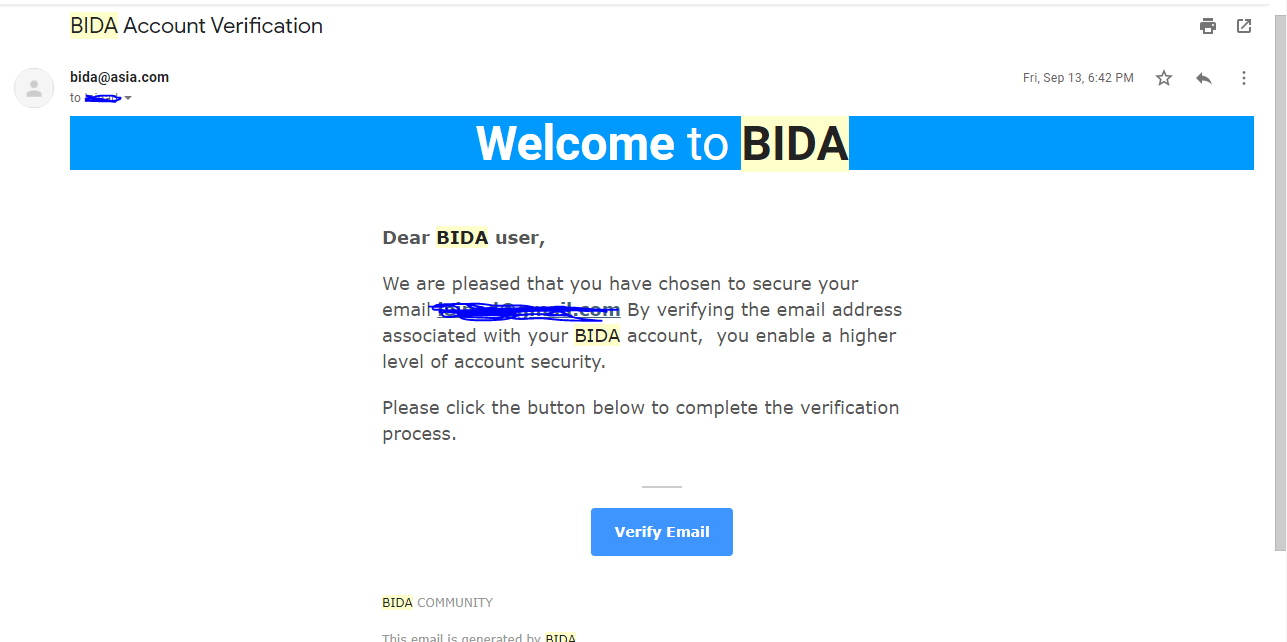 BIDA Account Verification
bida@asia.com
Fri, Sep 13, 6:42 PM
to
Welcome to BIDA
Dear BIDA user,
We are pleased that you have chosen to secure your
email By verifying the email address
associated with your BIDA account,  you enable a higher
level of account security.
Please click the button below to complete the verification
process.
Verify Email
BIDA COMMUNITY
This email is generated by BIDA